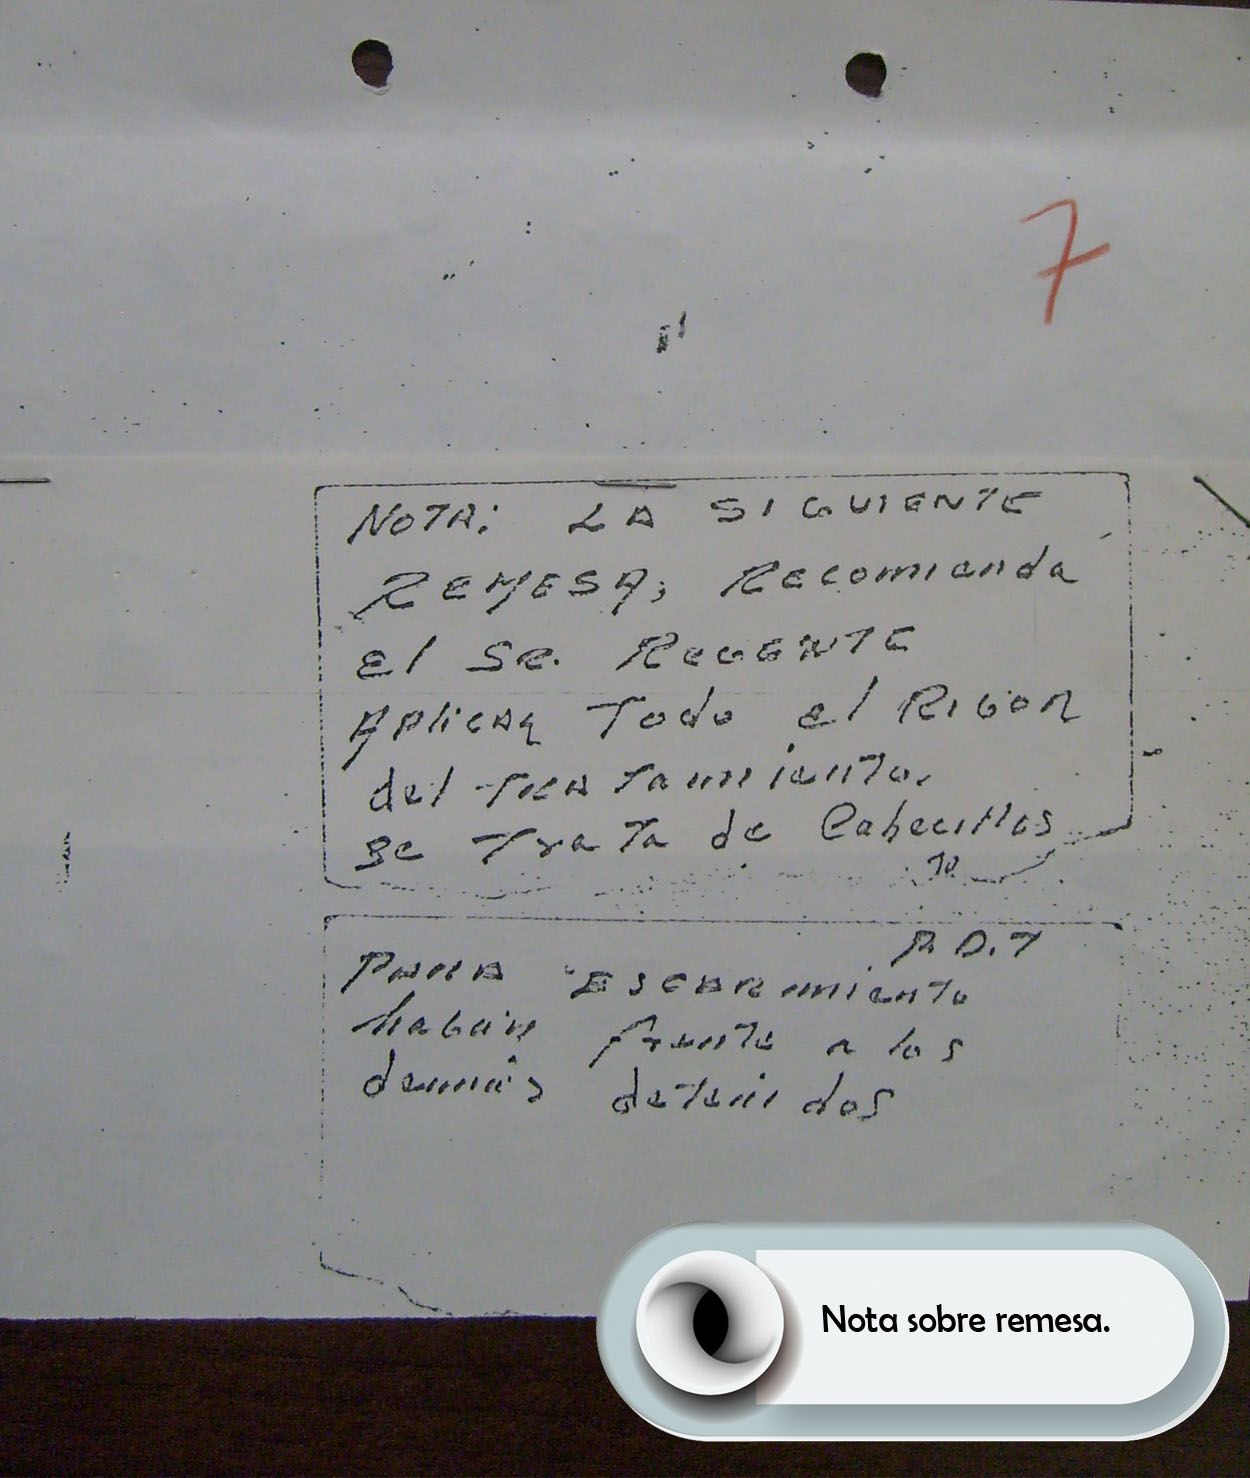 7
NOTA: LA SIGUIENTE
REMESA; Recomienda
el SR. REGENTE
Aplicar Todo el RIGOR
del TRATAmiento.
se TraTa de Cabecillas
P.D.7
PARA ESCARmiento
hagan frente a los
demás detenidos
Nota sobre remesa.